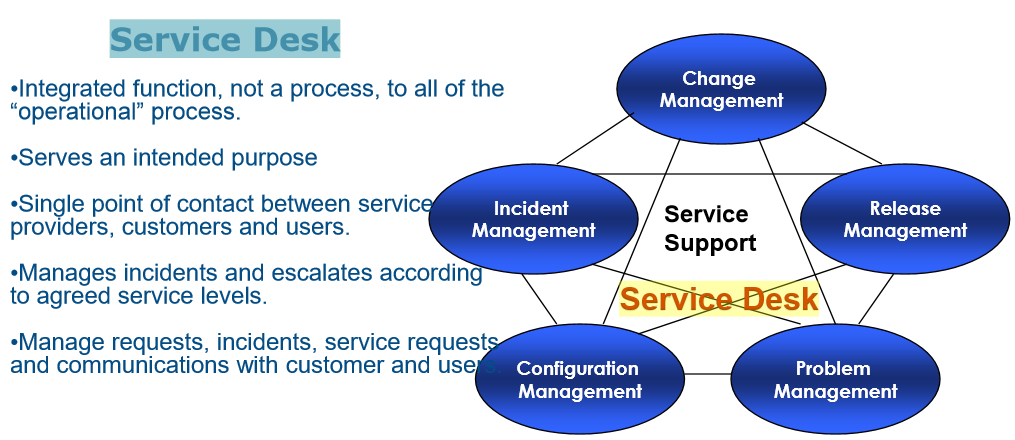 Service Desk
•Integrated function, not a process, to all of the
“operational” process.
•Serves an intended purpose
•Single point of contact between service
providers, customers and users.
•Manages incidents and escalates according
to agreed service levels.
•Manage requests, incidents, service requests
and communications with customer and users.
Change
Management
Incident
Management
Release
Management
Service
Support
Service Desk
Configuration
Management
Problem
Management